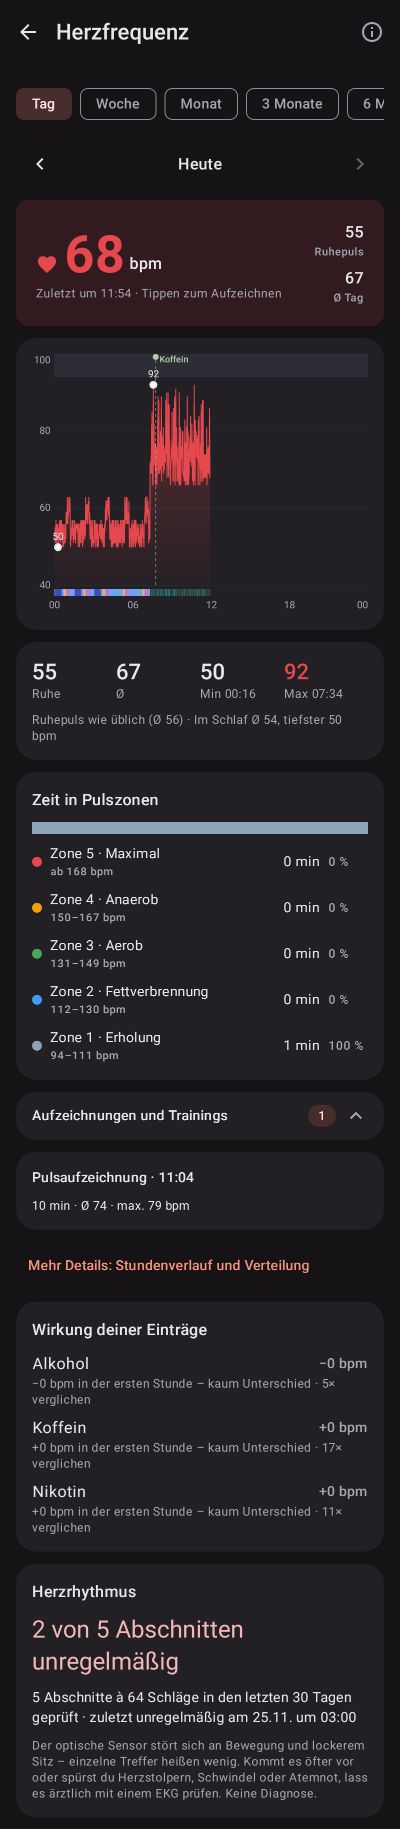 Herzfrequenz
Tag
Woche
Monat
3 Monate
6 M
Heute
68 bpm
Zuletzt um 11:54 · Tippen zum Aufzeichnen
55
Ruhepuls
67
Ø Tag
100
Koffein
92
80
60
50
40
00
06
12
18
00
55
Ruhe
67
Ø
50
Min 00:16
92
Max 07:34
Ruhepuls wie üblich (Ø 56) · Im Schlaf Ø 54, tiefster 50
bpm
Zeit in Pulszonen
Zone 5 · Maximal
ab 168 bpm
0 min 0 %
Zone 4 · Anaerob
150–167 bpm
0 min 0 %
Zone 3 · Aerob
131–149 bpm
0 min 0 %
Zone 2 · Fettverbrennung
112–130 bpm
0 min 0 %
Zone 1 · Erholung
94–111 bpm
1 min 100 %
Aufzeichnungen und Trainings
1
Pulsaufzeichnung · 11:04
10 min · Ø 74 · max. 79 bpm
Mehr Details: Stundenverlauf und Verteilung
Wirkung deiner Einträge
Alkohol
−0 bpm
−0 bpm in der ersten Stunde – kaum Unterschied · 5×
verglichen
Koffein
+0 bpm
+0 bpm in der ersten Stunde – kaum Unterschied · 17×
verglichen
Nikotin
+0 bpm
+0 bpm in der ersten Stunde – kaum Unterschied · 11×
verglichen
Herzrhythmus
2 von 5 Abschnitten
unregelmäßig
5 Abschnitte à 64 Schläge in den letzten 30 Tagen
geprüft · zuletzt unregelmäßig am 25.11. um 03:00
Der optische Sensor stört sich an Bewegung und lockerem
Sitz – einzelne Treffer heißen wenig. Kommt es öfter vor
oder spürst du Herzstolpern, Schwindel oder Atemnot, lass
es ärztlich mit einem EKG prüfen. Keine Diagnose.